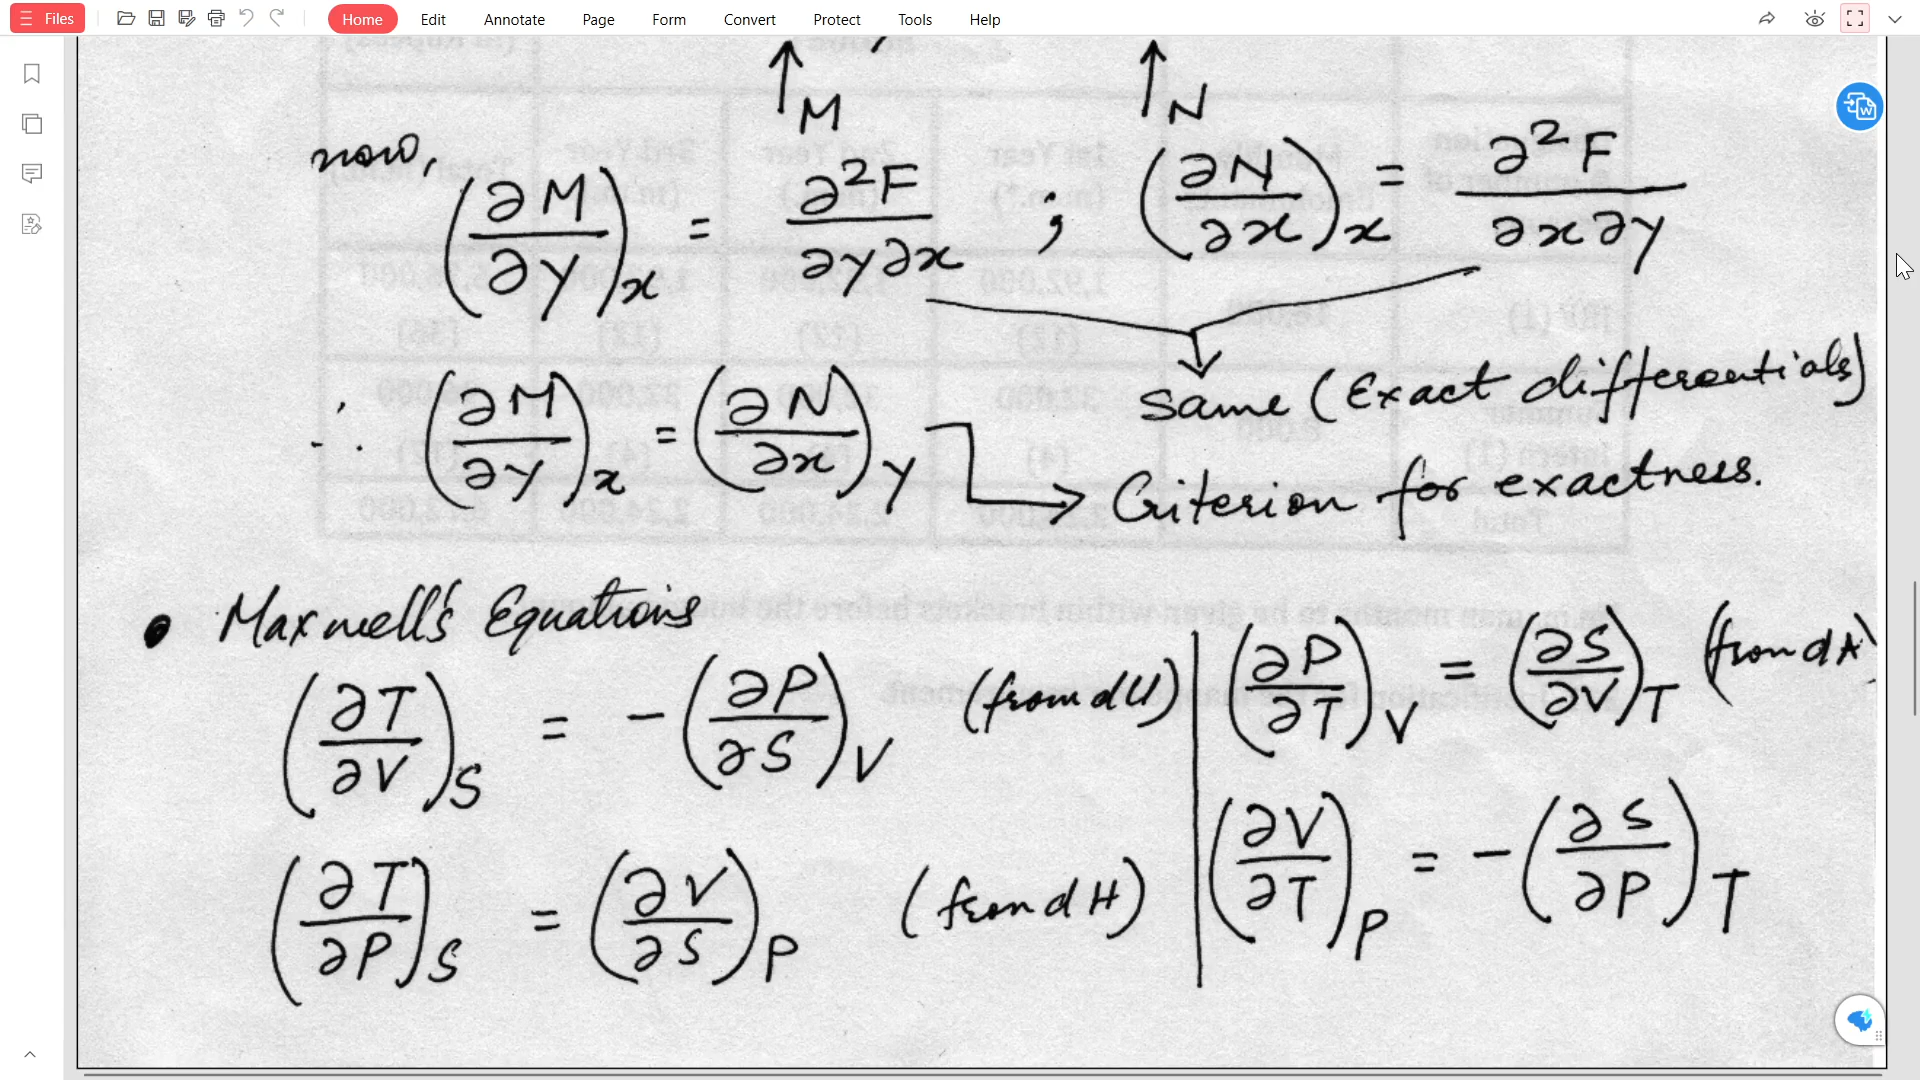 Files Home Edit Annotate Page Form Convert Protect Tools Help
↑M ↑N
now, (∂M/∂y)x = ∂²F/∂y∂x ; (∂N/∂x)x = ∂²F/∂x∂y
same (Exact differentials)
∴ (∂M/∂y)x = (∂N/∂x)y → Criterion for exactness.
• Maxwell's Equations
(∂T/∂V)S = -(∂P/∂S)V (from dU)
(∂T/∂P)S = (∂V/∂S)P (from dH)
(∂P/∂T)V = (∂S/∂V)T (from dA)
(∂V/∂T)P = -(∂S/∂P)T